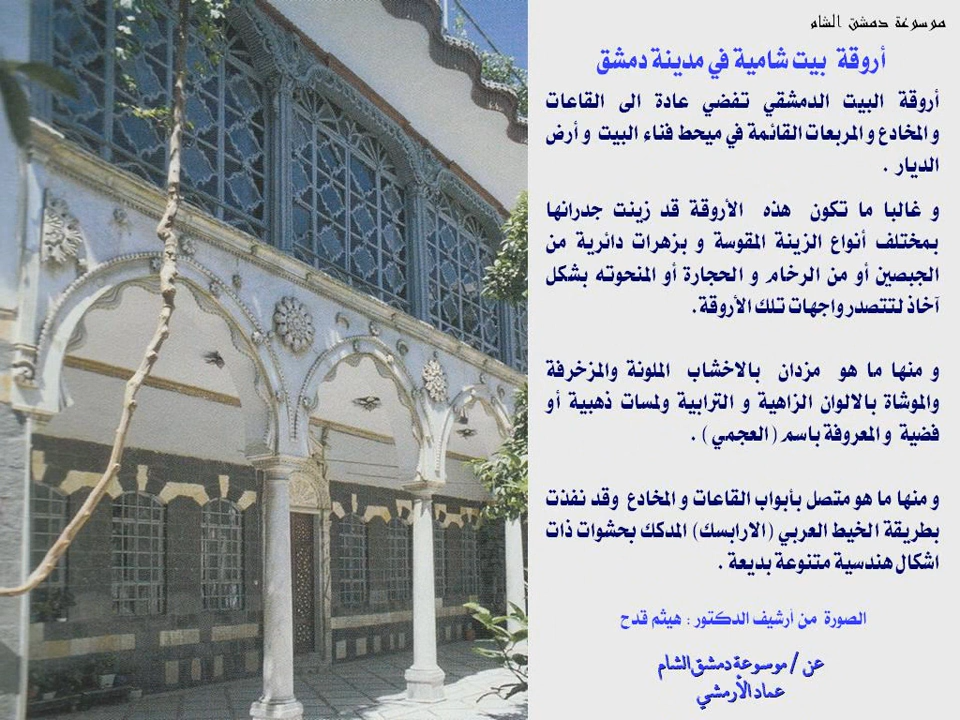 موسوعة دمشق الشام
أروقة بيت شامية في مدينة دمشق
أروقة البيت الدمشقي تفضي عادة الى القاعات
و المخادع و المربعات القائمة في ميحط فناء البيت و أرض
الديار .
و غالبا ما تكون هذه الأروقة قد زينت جدرانها
بمختلف أنواع الزينة المقوسة و بزهرات دائرية من
الجبصين أو من الرخام و الحجارة أو المنحوته بشكل
آخاذ لتتصدر واجهات تلك الأروقة.
و منها ما هو مزدان بالاخشاب الملونة والمزخرفة
والموشاة بالالوان الزاهية و الترابية ولمسات ذهبية أو
فضية و المعروفة باسم ( العجمي ) .
و منها ما هو متصل بأبواب القاعات و المخادع وقد نفذت
بطريقة الخيط العربي (الارابسك) المدكك بحشوات ذات
اشكال هندسية متنوعة بديعة .
الصورة من أرشيف الدكتور : هيثم قدح
عن / موسوعة دمشق الشام
عماد الأرمشي